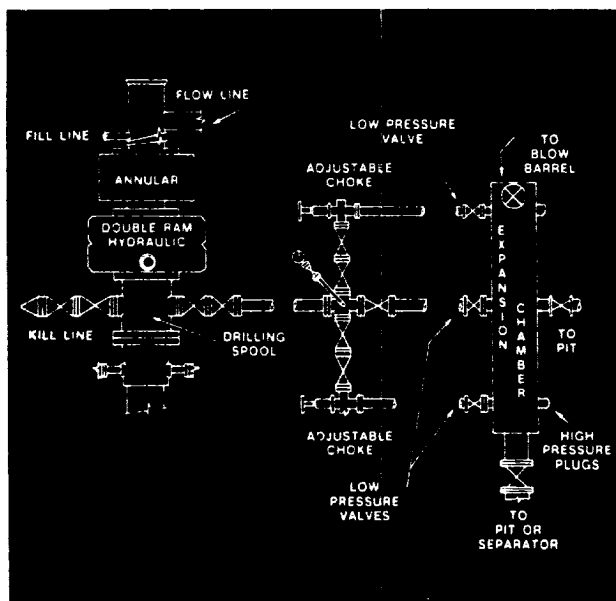 FLOW LINE
FILL LINE
ANNULAR
DOUBLE RAM
HYDRAULIC
KILL LINE
DRILLING
SPOOL
LOW PRESSURE
VALVE
ADJUSTABLE
CHOKE
ADJUSTABLE
CHOKE
LOW
PRESSURE
VALVES
TO
BLOW
BARREL
EXPANSION
CHAMBER
TO
PIT
HIGH
PRESSURE
PLUGS
TO
PIT OR
SEPARATOR